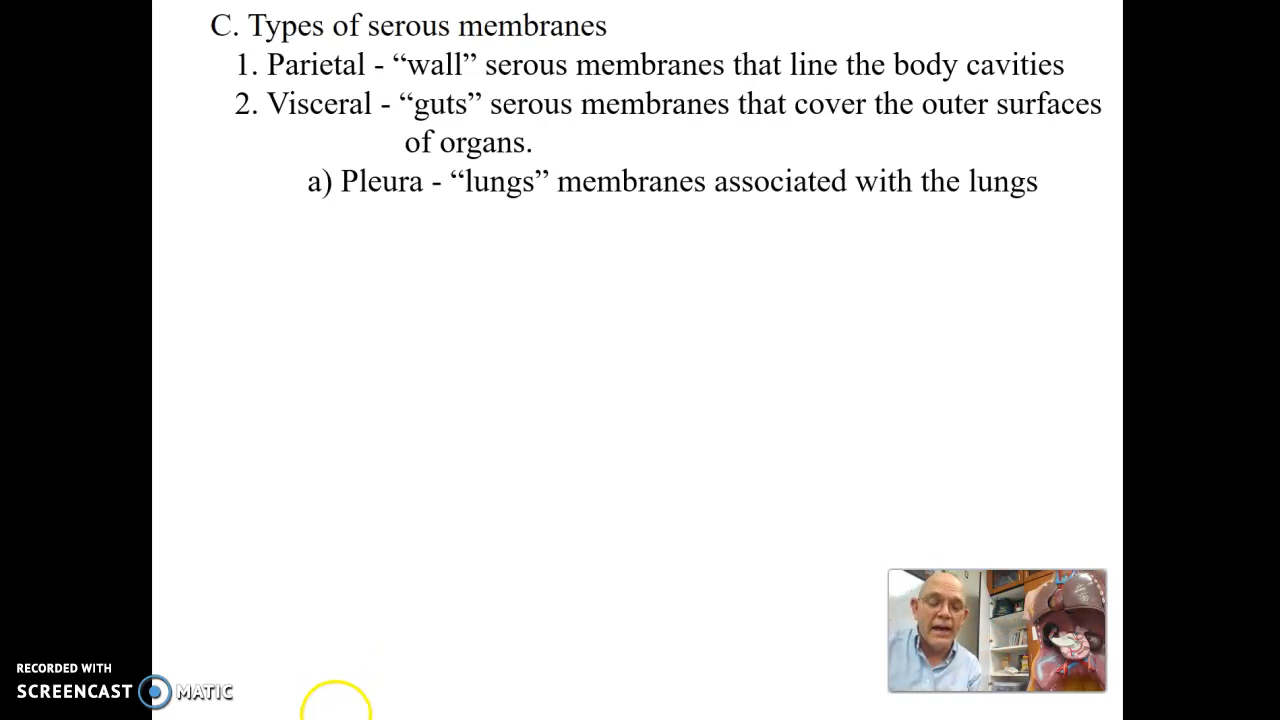 C. Types of serous membranes
1. Parietal - “wall” serous membranes that line the body cavities
2. Visceral - “guts” serous membranes that cover the outer surfaces
of organs.
a) Pleura - “lungs” membranes associated with the lungs
RECORDED WITH
SCREENCAST MATIC